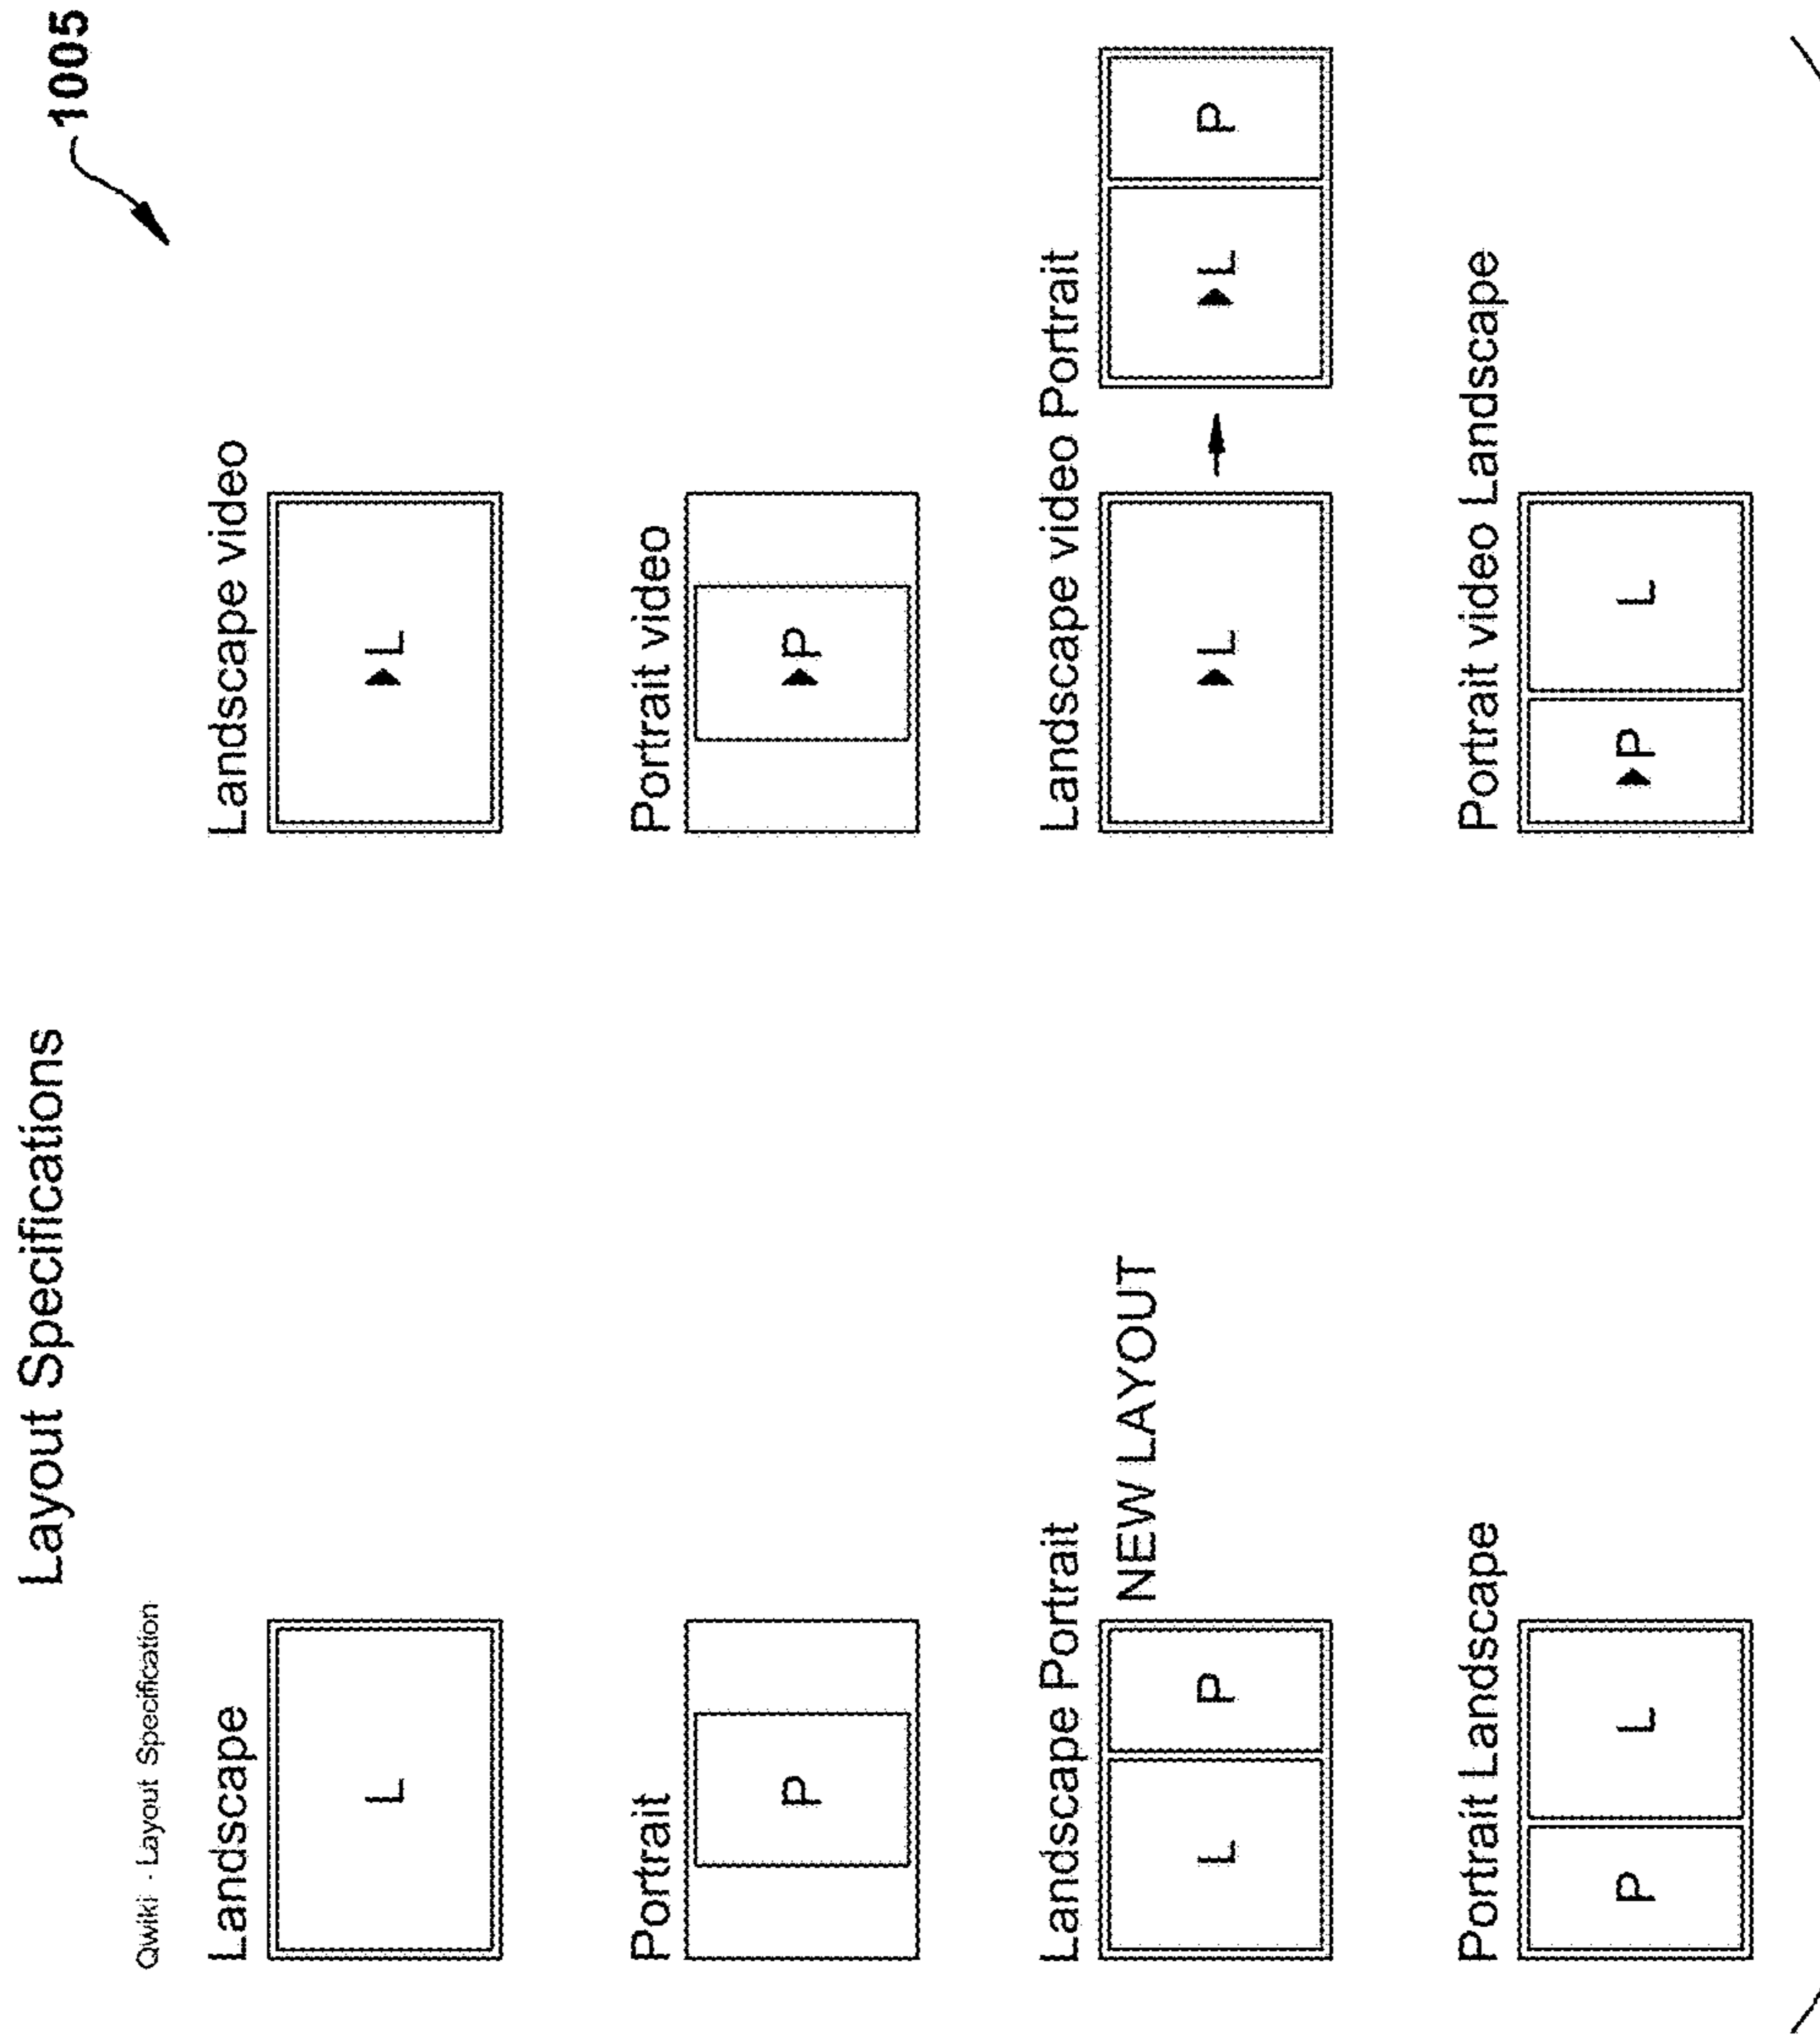 Layout Specifications
1005
Qwiki - Layout Specification
Landscape
L
Landscape video
▶L
Portrait
P
Portrait video
▶P
Landscape Portrait
L P
NEW LAYOUT
Landscape video Portrait
▶L → ▶L P
Portrait Landscape
P L
Portrait video Landscape
▶P L